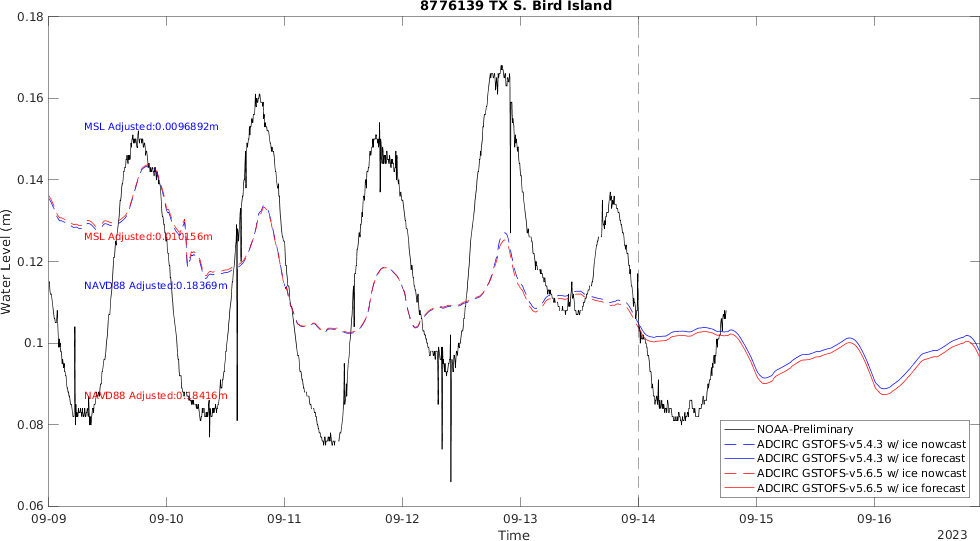 8776139 TX S. Bird Island
Water Level (m)
0.18
0.16
0.14
0.12
0.1
0.08
0.06
MSL Adjusted:0.0096892m
MSL Adjusted:0.010156m
NAVD88 Adjusted:0.18369m
NAVD88 Adjusted:0.18416m
NOAA-Preliminary
ADCIRC GSTOFS-v5.4.3 w/ ice nowcast
ADCIRC GSTOFS-v5.4.3 w/ ice forecast
ADCIRC GSTOFS-v5.6.5 w/ ice nowcast
ADCIRC GSTOFS-v5.6.5 w/ ice forecast
09-09 09-10 09-11 09-12 09-13 09-14 09-15 09-16
Time
2023